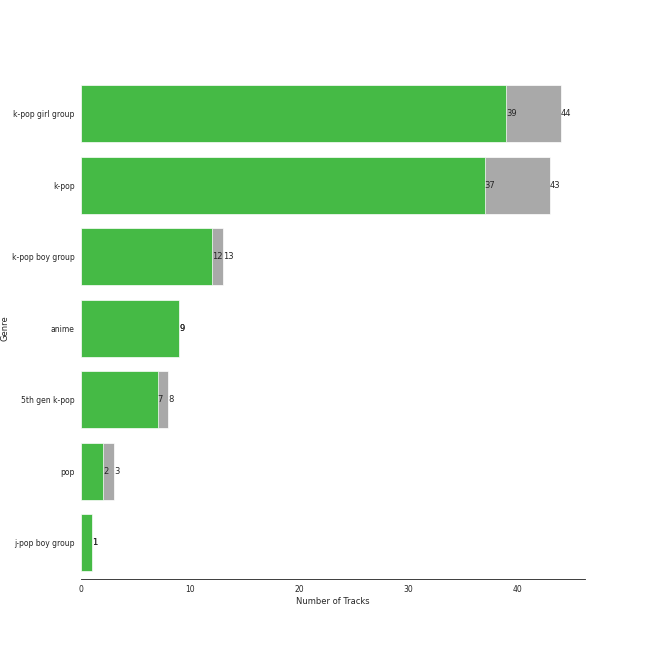 k-pop girl group 39 44
k-pop 37 43
k-pop boy group 12 13
anime 9
5th gen k-pop 7 8
pop 2 3
j-pop boy group 1
Genre
0 10 20 30 40
Number of Tracks